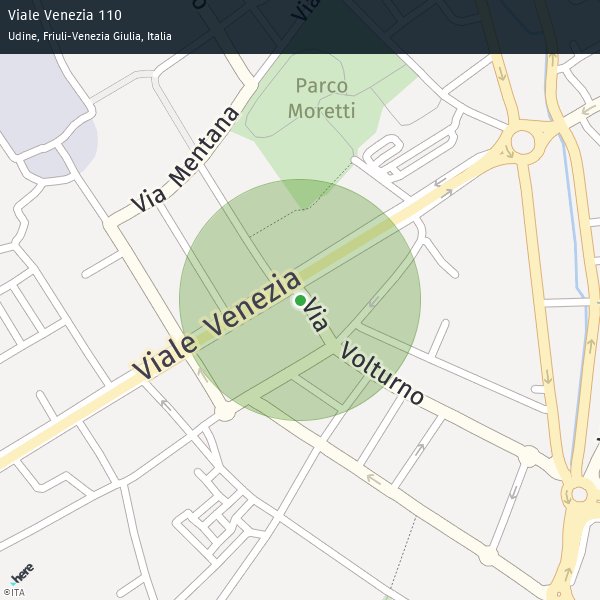 Viale Venezia 110
Udine, Friuli-Venezia Giulia, Italia
Parco
Moretti
Via Mentana
Viale Venezia
Via Volturno
here
©ITA